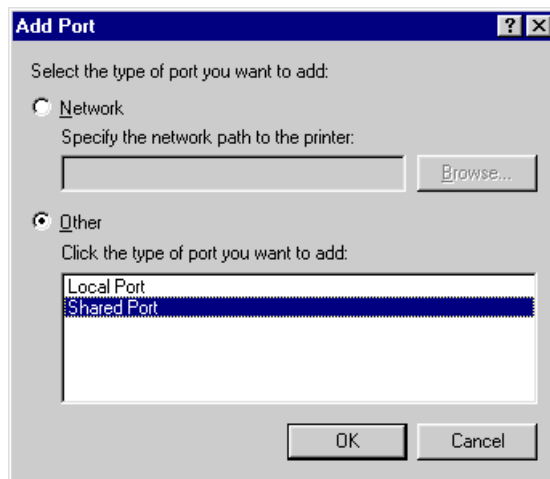 Add Port
Select the type of port you want to add:
Network
Specify the network path to the printer:
Browse...
Other
Click the type of port you want to add:
Local Port
Shared Port
OK Cancel